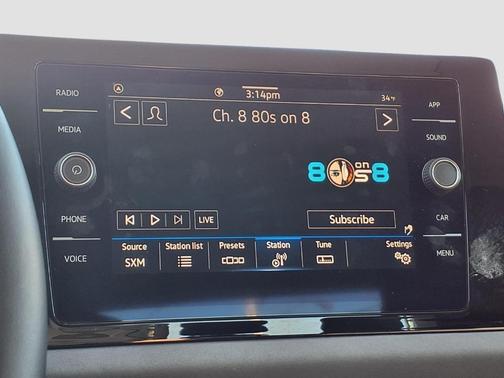 RADIO
MEDIA
PHONE
VOICE
3:14pm
34°F
Ch. 8 80s on 8
80s on 8
LIVE
Subscribe
Source
SXM
Station list
Presets
Station
Tune
Settings
APP
SOUND
CAR
MENU